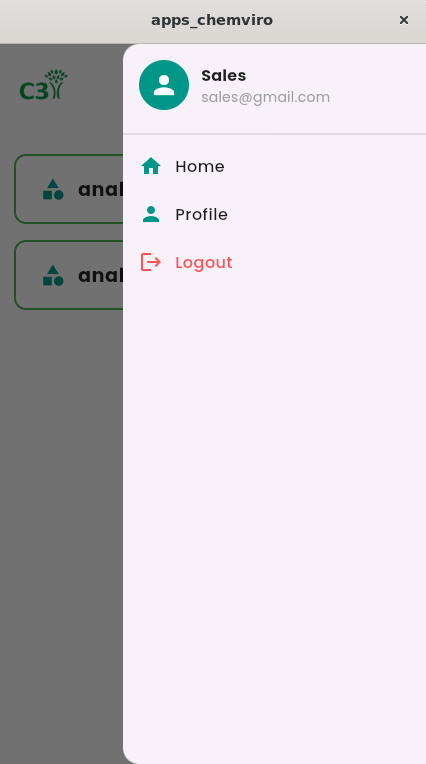 apps_chemviro
×
C3
Sales
sales@gmail.com
anal
Home
Profile
Logout
anal